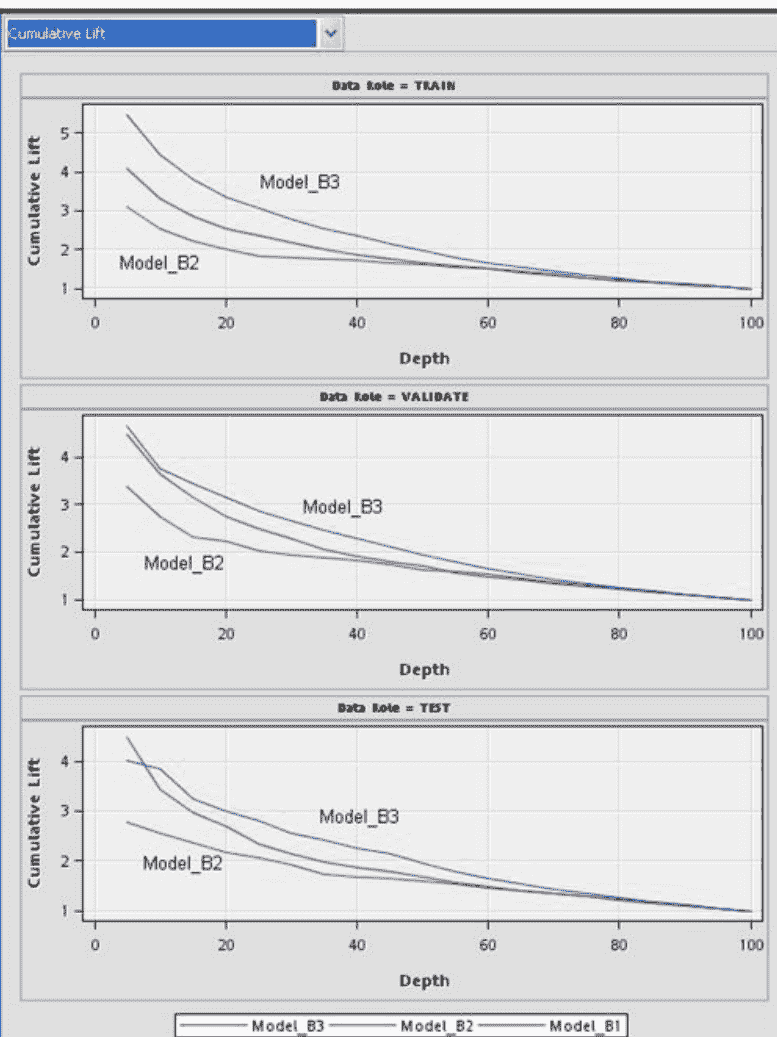 Cumulative Lift
Data Role = TRAIN
Cumulative Lift
5
4
3
2
1
Model_B3
Model_B2
0 20 40 60 80 100
Depth
Data Role = VALIDATE
Cumulative Lift
4
3
2
1
Model_B3
Model_B2
0 20 40 60 80 100
Depth
Data Role = TEST
Cumulative Lift
4
3
2
1
Model_B3
Model_B2
0 20 40 60 80 100
Depth
Model_B3 Model_B2 Model_B1